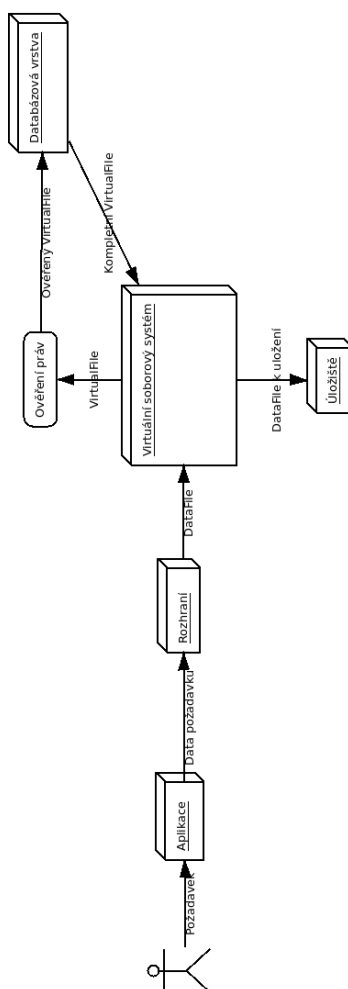 Požadavek
Aplikace
Data požadavku
Rozhraní
DataFile
Virtuální soborový systém
VirtualFile
Ověření práv
Ověřený VirtualFile
Databázová vrstva
Kompletní VirtualFile
DataFile k uložení
Úložiště